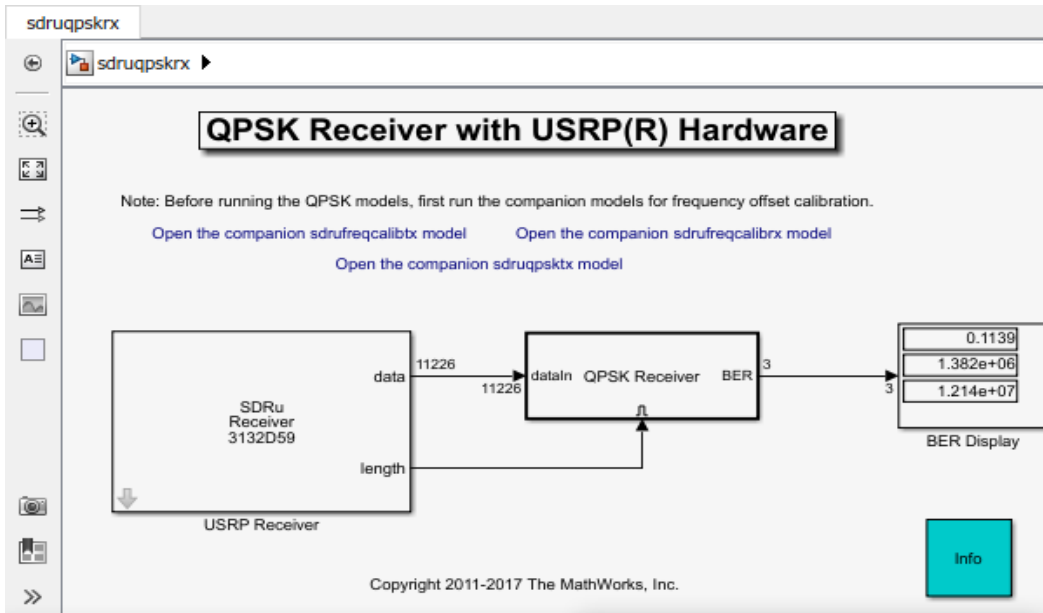 sdruqpskrx
sdruqpskrx
QPSK Receiver with USRP(R) Hardware
Note: Before running the QPSK models, first run the companion models for frequency offset calibration.
Open the companion sdrufreqcalibtx model
Open the companion sdrufreqcalibrx model
Open the companion sdruqpsktx model
SDRu
Receiver
3132D59
data
length
USRP Receiver
11226
11226
dataIn
QPSK Receiver
BER
3
3
0.1139
1.382e+06
1.214e+07
BER Display
Info
Copyright 2011-2017 The MathWorks, Inc.